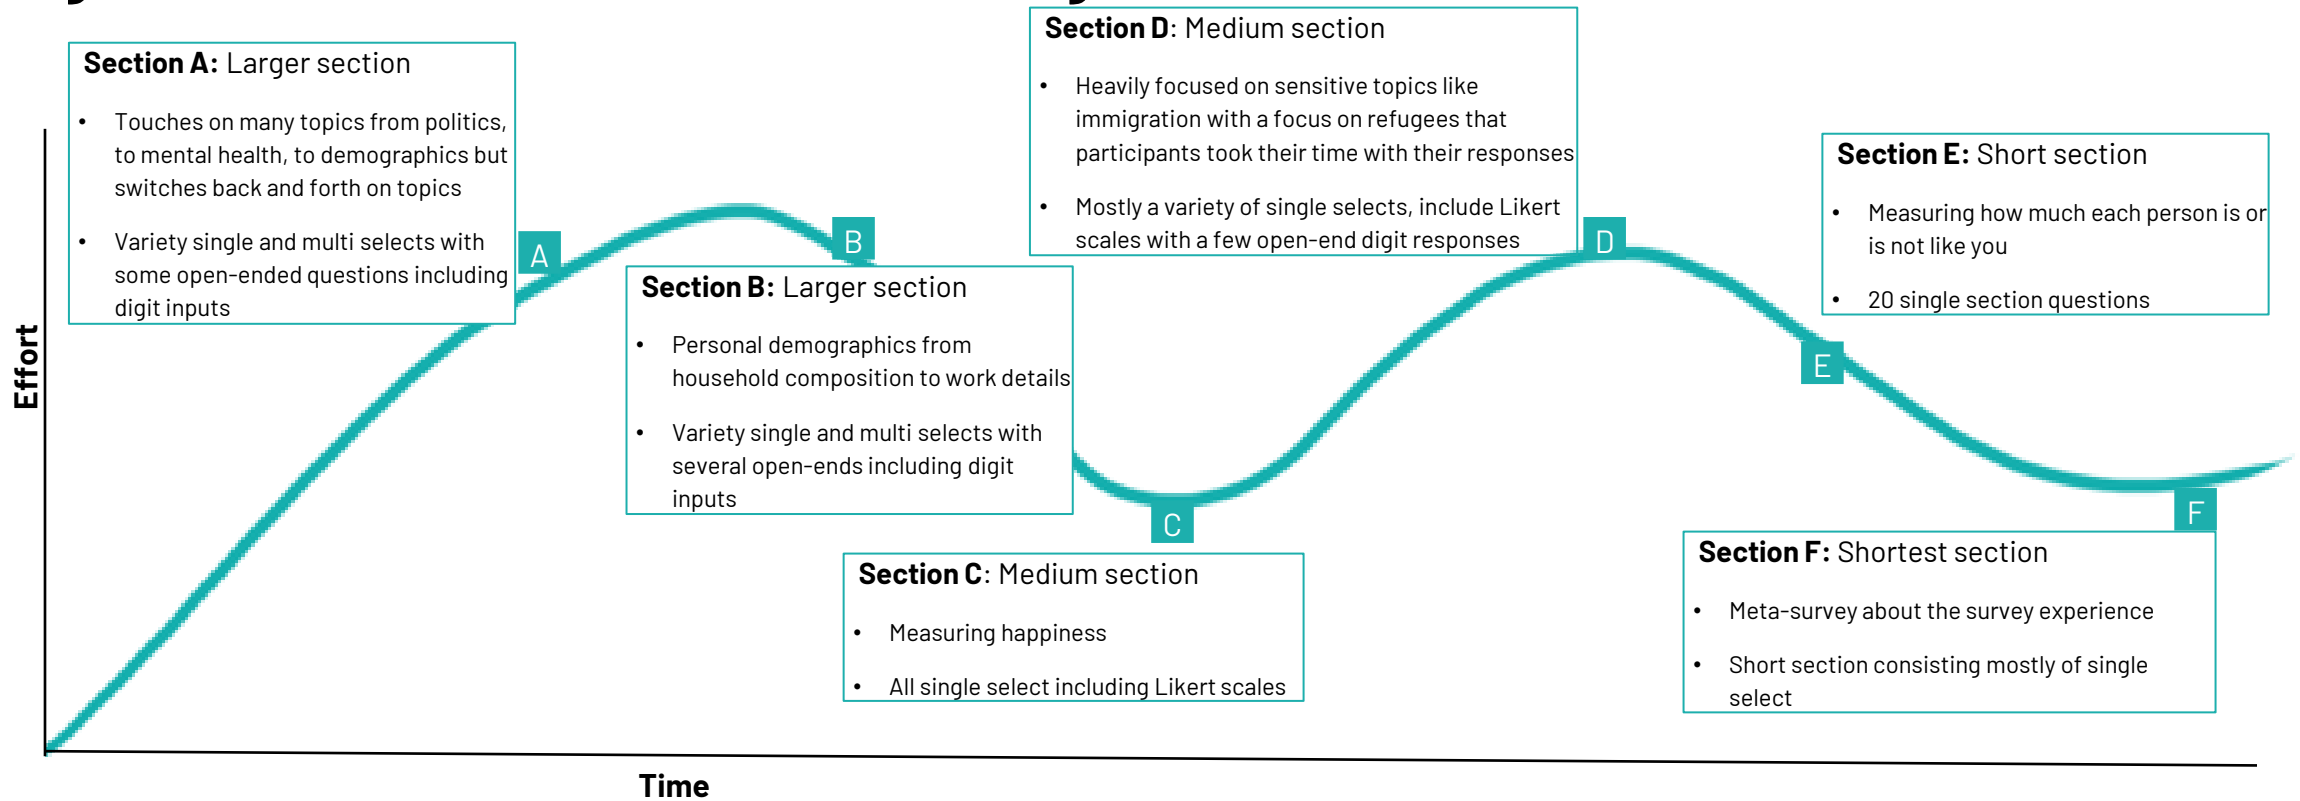 Section A: Larger section
• Touches on many topics from politics,
to mental health, to demographics but
switches back and forth on topics
• Variety single and multi selects with
some open-ended questions including
digit inputs
A
B
Section B: Larger section
• Personal demographics from
household composition to work details
• Variety single and multi selects with
several open-ends including digit
inputs
C
Section C: Medium section
• Measuring happiness
• All single select including Likert scales
Section D: Medium section
• Heavily focused on sensitive topics like
immigration with a focus on refugees that
participants took their time with their responses
• Mostly a variety of single selects, include Likert
scales with a few open-end digit responses
D
Section E: Short section
• Measuring how much each person is or
is not like you
• 20 single section questions
E
F
Section F: Shortest section
• Meta-survey about the survey experience
• Short section consisting mostly of single
select
Effort
Time